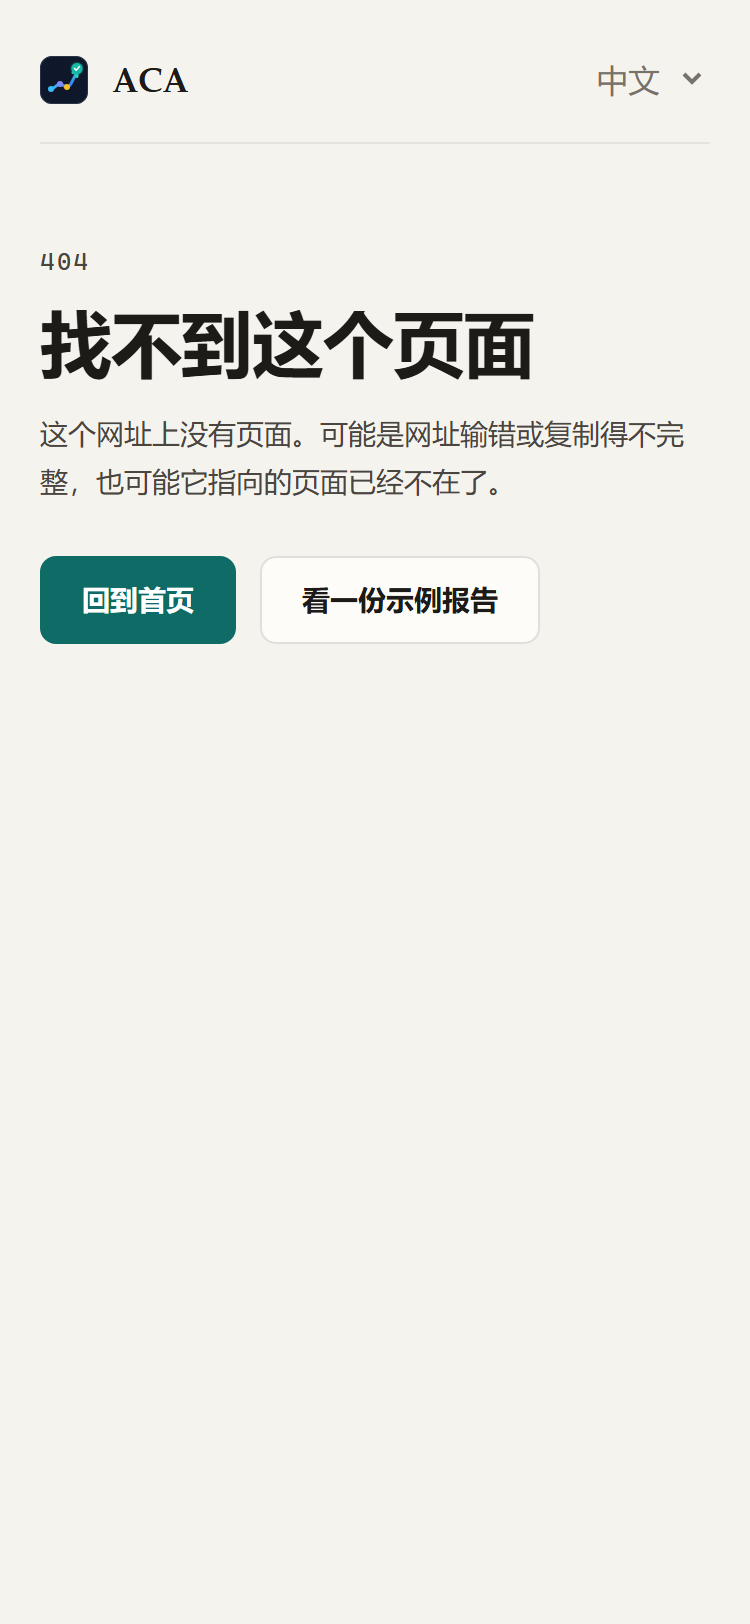 ACA
中文
404
找不到这个页面
这个网址上没有页面。可能是网址输错或复制得不完
整，也可能它指向的页面已经不在了。
回到首页
看一份示例报告